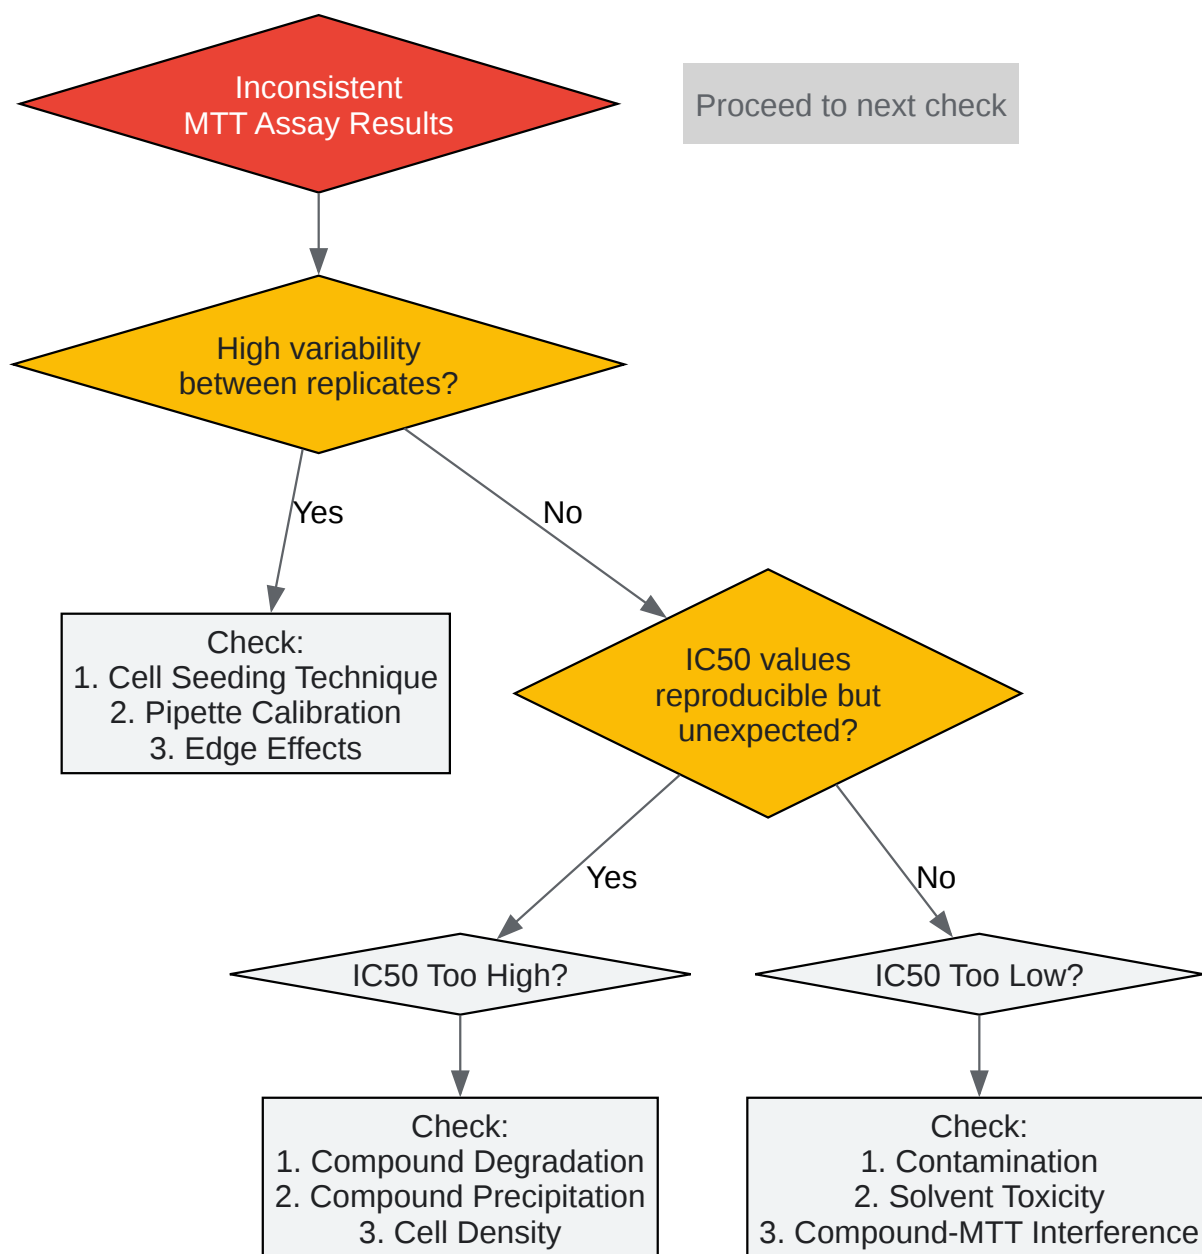 Inconsistent
MTT Assay Results
Proceed to next check
High variability
between replicates?
Yes
No
Check:
1. Cell Seeding Technique
2. Pipette Calibration
3. Edge Effects
IC50 values
reproducible but
unexpected?
Yes
No
IC50 Too High?
IC50 Too Low?
Check:
1. Compound Degradation
2. Compound Precipitation
3. Cell Density
Check:
1. Contamination
2. Solvent Toxicity
3. Compound-MTT Interference